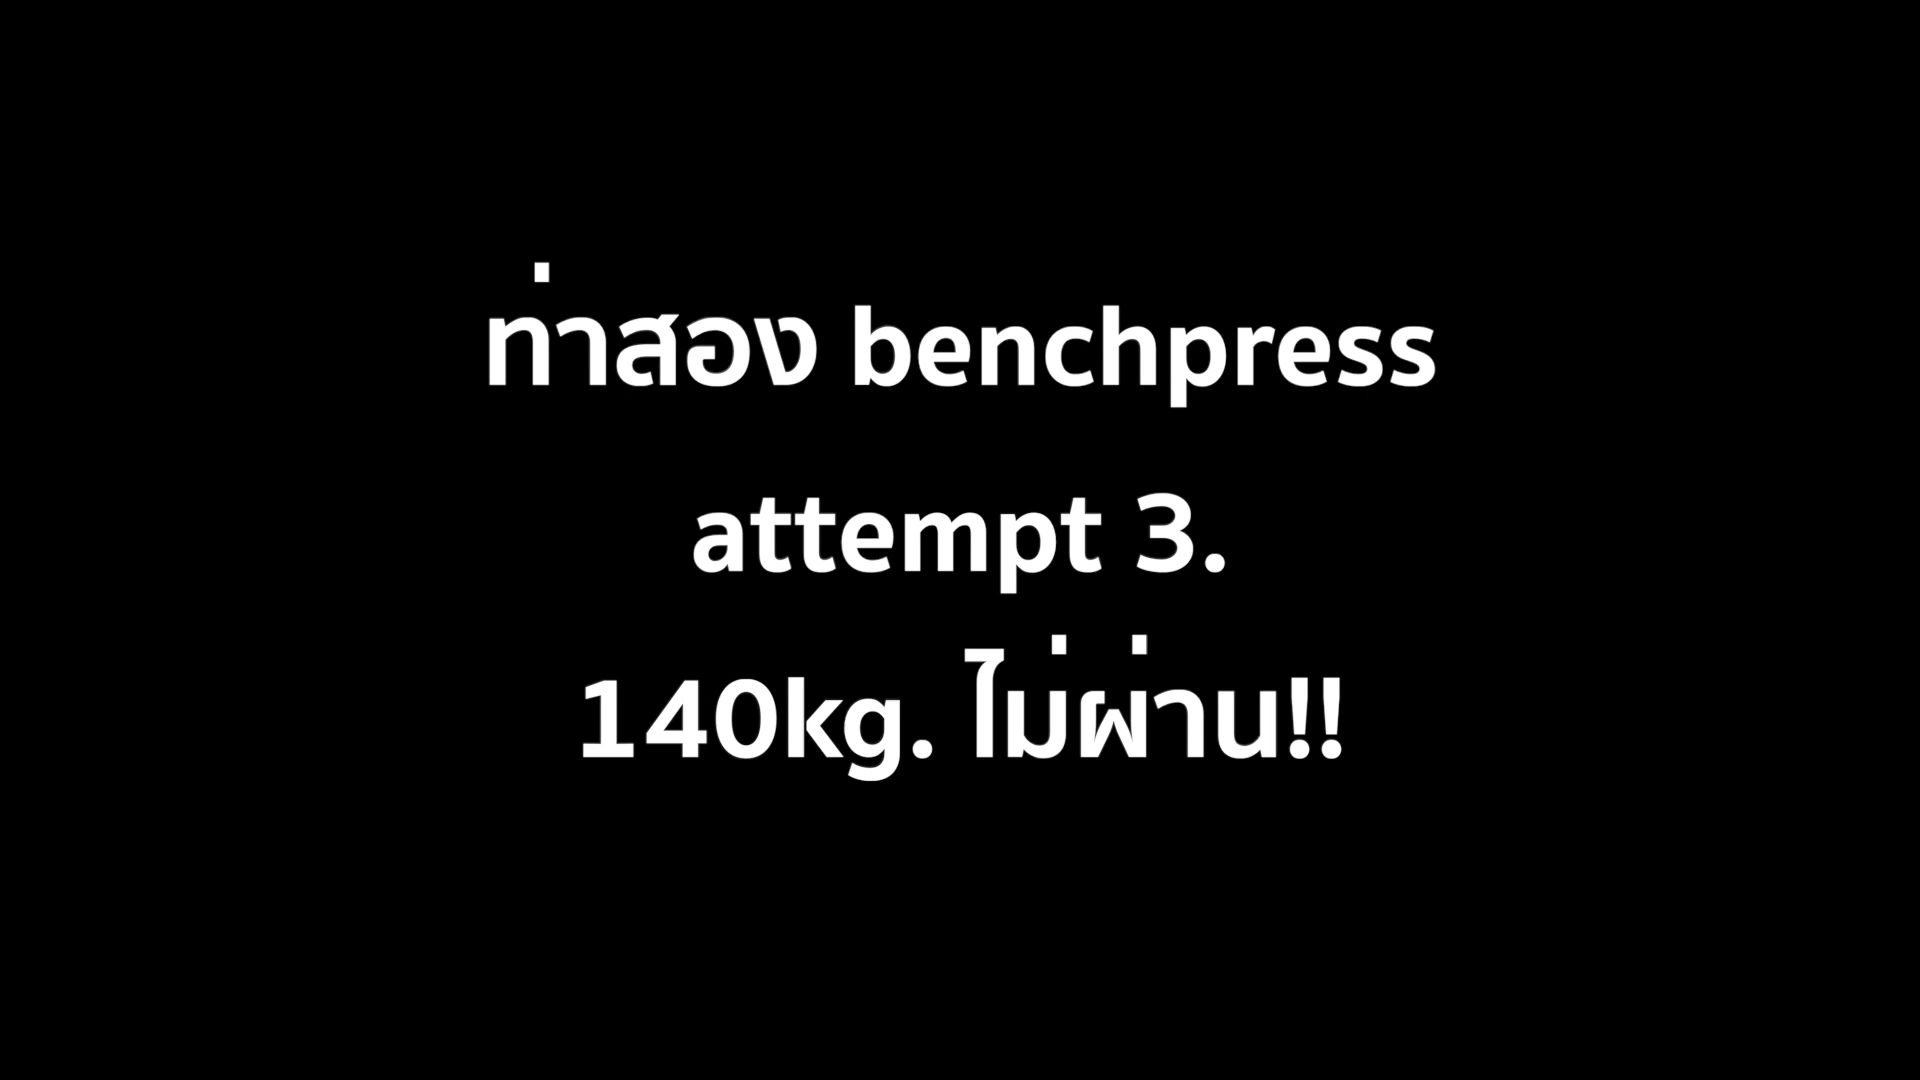 ท่าสอง benchpress
attempt 3.
140kg. ไม่ผ่าน!!